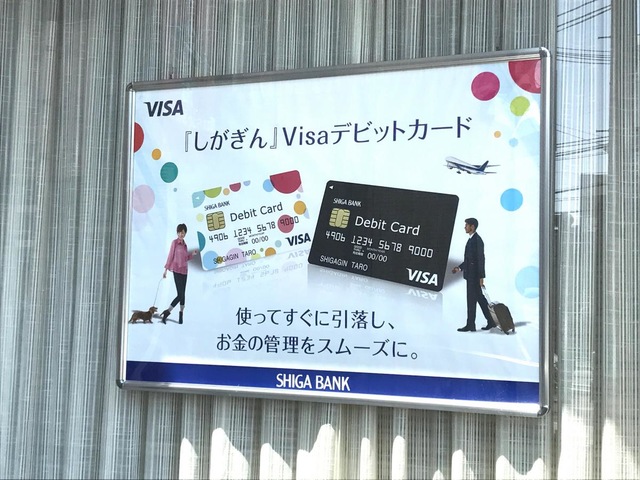 VISA
『しがぎん』Visaデビットカード
SHIGA BANK
Debit Card
4906 1234 5678 9000
00/00
SHIGAGIN TARO
VISA
SHIGA BANK
Debit Card
4906 1234 5678 9000
00/00
SHIGAGIN TARO
VISA
使ってすぐに引落し、
お金の管理をスムーズに。
SHIGA BANK